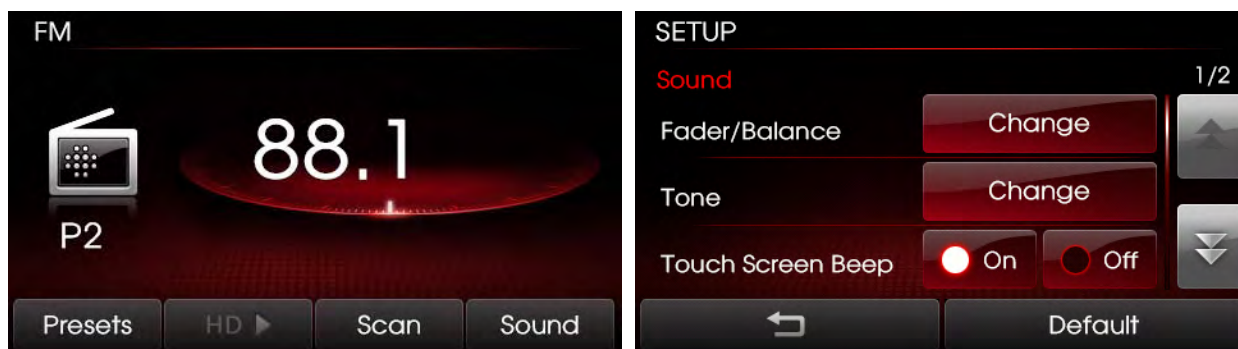 FM
88.1
P2
Presets HD Scan Sound
SETUP
Sound 1/2
Fader/Balance Change
Tone Change
Touch Screen Beep On Off
Default